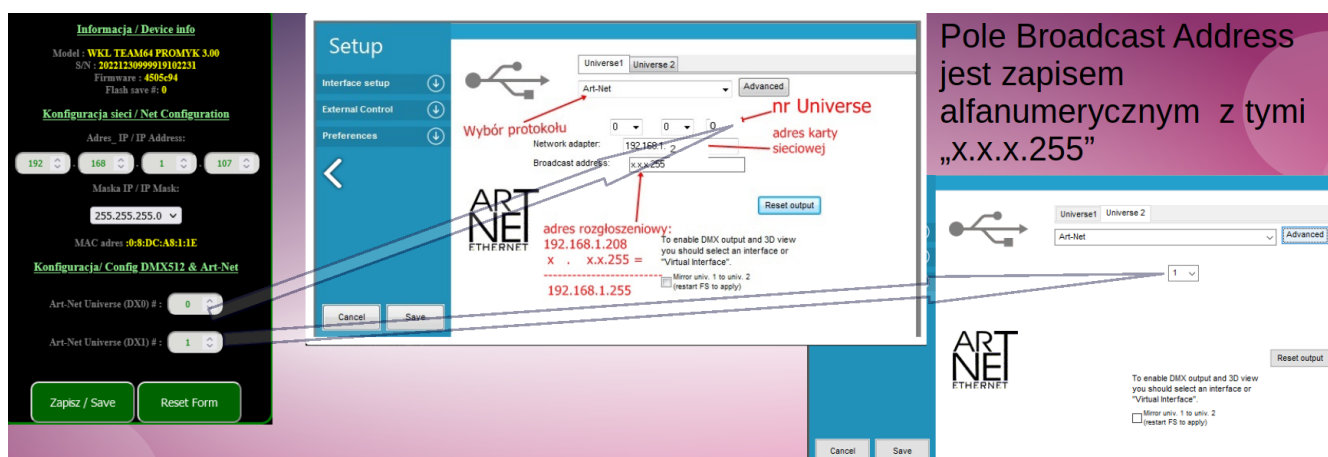 Informacja / Device info
Model : WKL TEAM64 PROMYK 3.00
S/N : 20221230999919102231
Firmware : 4505c94
Flash save #: 0
Konfiguracja sieci / Net Configuration
Adres_IP / IP Address:
192 . 168 . 1 . 107
Maska IP / IP Mask:
255.255.255.0
MAC adres :0:8:DC:A8:1:1E
Konfiguracja/ Config DMX512 & Art-Net
Art-Net Universe (DX0) # : 0
Art-Net Universe (DX1) # : 1
Zapisz / Save Reset Form
Setup
Interface setup
External Control
Preferences
Cancel Save
Universe1 Universe 2
Art-Net Advanced
Wybór protokołu
nr Universe
0 0 0
adres karty
sieciowej
Network adapter: 192.168.1. 2
Broadcast address: x.x.x.255
ART
NET
ETHERNET
Reset output
adres rozgłoszeniowy:
192.168.1.208
x . x.x.255 =
---------------------
192.168.1.255
To enable DMX output and 3D view
you should select an interface or
"Virtual Interface".
Mirror univ. 1 to univ. 2
(restart FS to apply)
Pole Broadcast Address
jest zapisem
alfanumerycznym z tymi
„x.x.x.255”
Universe1 Universe 2
Art-Net Advanced
1
ART
NET
ETHERNET
Reset output
To enable DMX output and 3D view
you should select an interface or
"Virtual Interface".
Mirror univ. 1 to univ. 2
(restart FS to apply)
Cancel Save